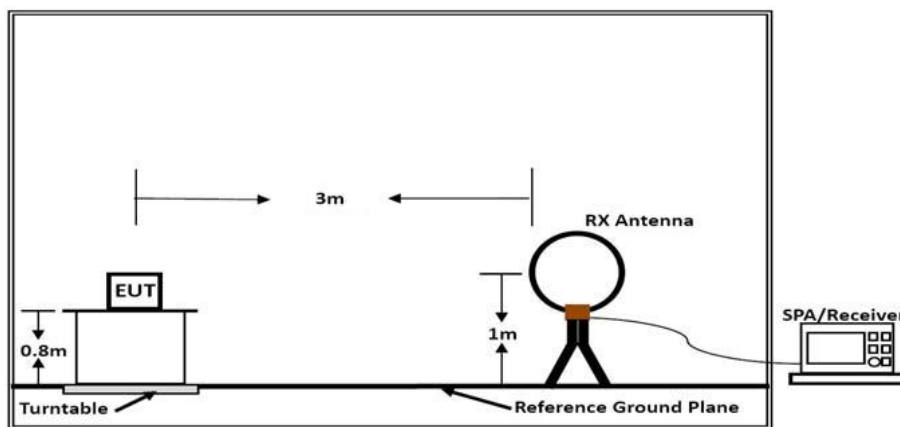 3m
RX Antenna
EUT
0.8m
1m
SPA/Receiver
Turntable
Reference Ground Plane